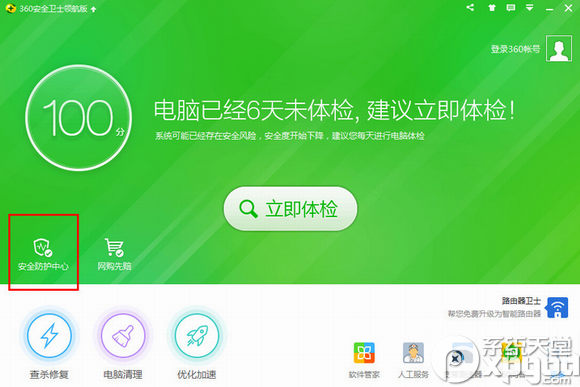 360安全卫士领航版
登录360帐号
100分
电脑已经6天未体检, 建议立即体检!
系统可能已经存在安全风险，安全度开始下降，建议您每天进行电脑体检
立即体检
安全防护中心
网购先赔
路由器卫士
帮您免费升级为智能路由器
查杀修复
电脑清理
优化加速
软件管家
人工服务
系统天堂